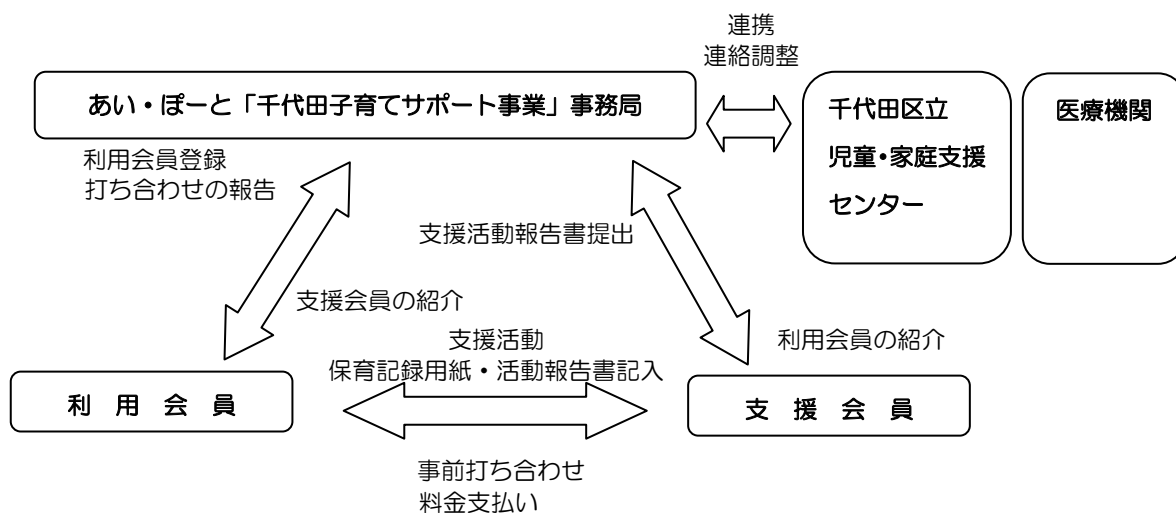 連携
連絡調整
あい・ぽーと「千代田子育てサポート事業」事務局
千代田区立
児童・家庭支援
センター
医療機関
利用会員登録
打ち合わせの報告
支援活動報告書提出
支援会員の紹介
利用会員の紹介
支援活動
保育記録用紙・活動報告書記入
利　用　会　員
支　援　会　員
事前打ち合わせ
料金支払い